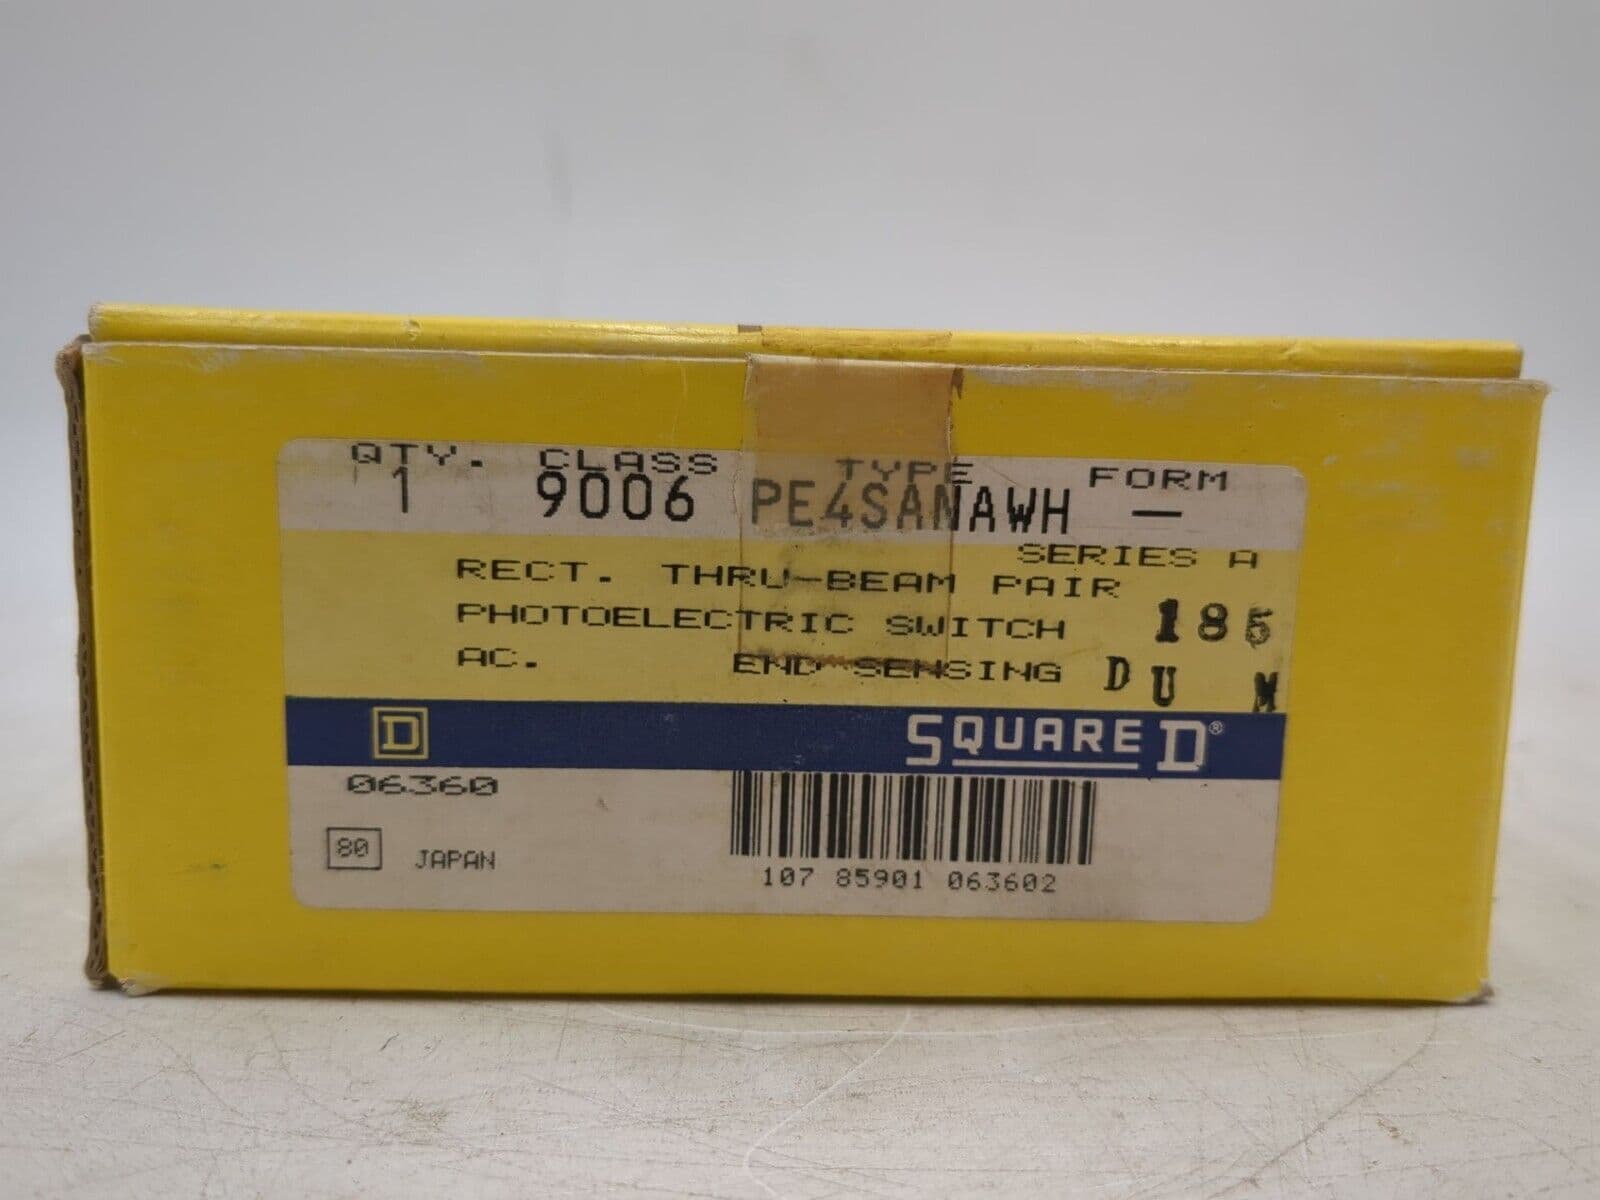 QTY. CLASS TYPE FORM
1 9006 PE4SANAWH —
SERIES A
RECT. THRU-BEAM PAIR
PHOTOELECTRIC SWITCH 185
AC. END SENSING DU M
D SQUARE D®
06360
80 JAPAN
107 85901 063602